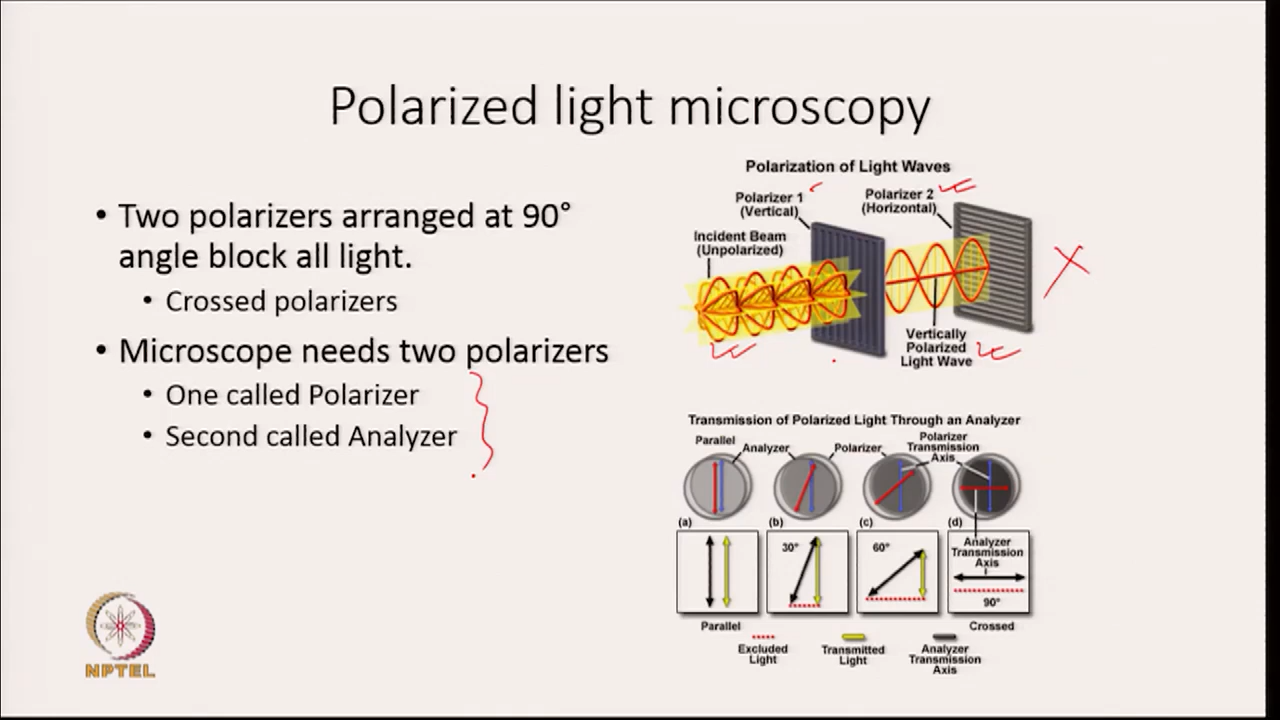 Polarized light microscopy
• Two polarizers arranged at 90°
angle block all light.
• Crossed polarizers
• Microscope needs two polarizers
• One called Polarizer
• Second called Analyzer
Polarization of Light Waves
Polarizer 1
(Vertical)
Polarizer 2
(Horizontal)
Incident Beam
(Unpolarized)
Vertically
Polarized
Light Wave
Transmission of Polarized Light Through an Analyzer
Parallel
Analyzer
Polarizer
Polarizer
Transmission
Axis
(a)
(b)
(c)
(d)
30°
60°
Analyzer
Transmission
Axis
90°
Parallel
Crossed
Excluded
Light
Transmitted
Light
Analyzer
Transmission
Axis
NPTEL